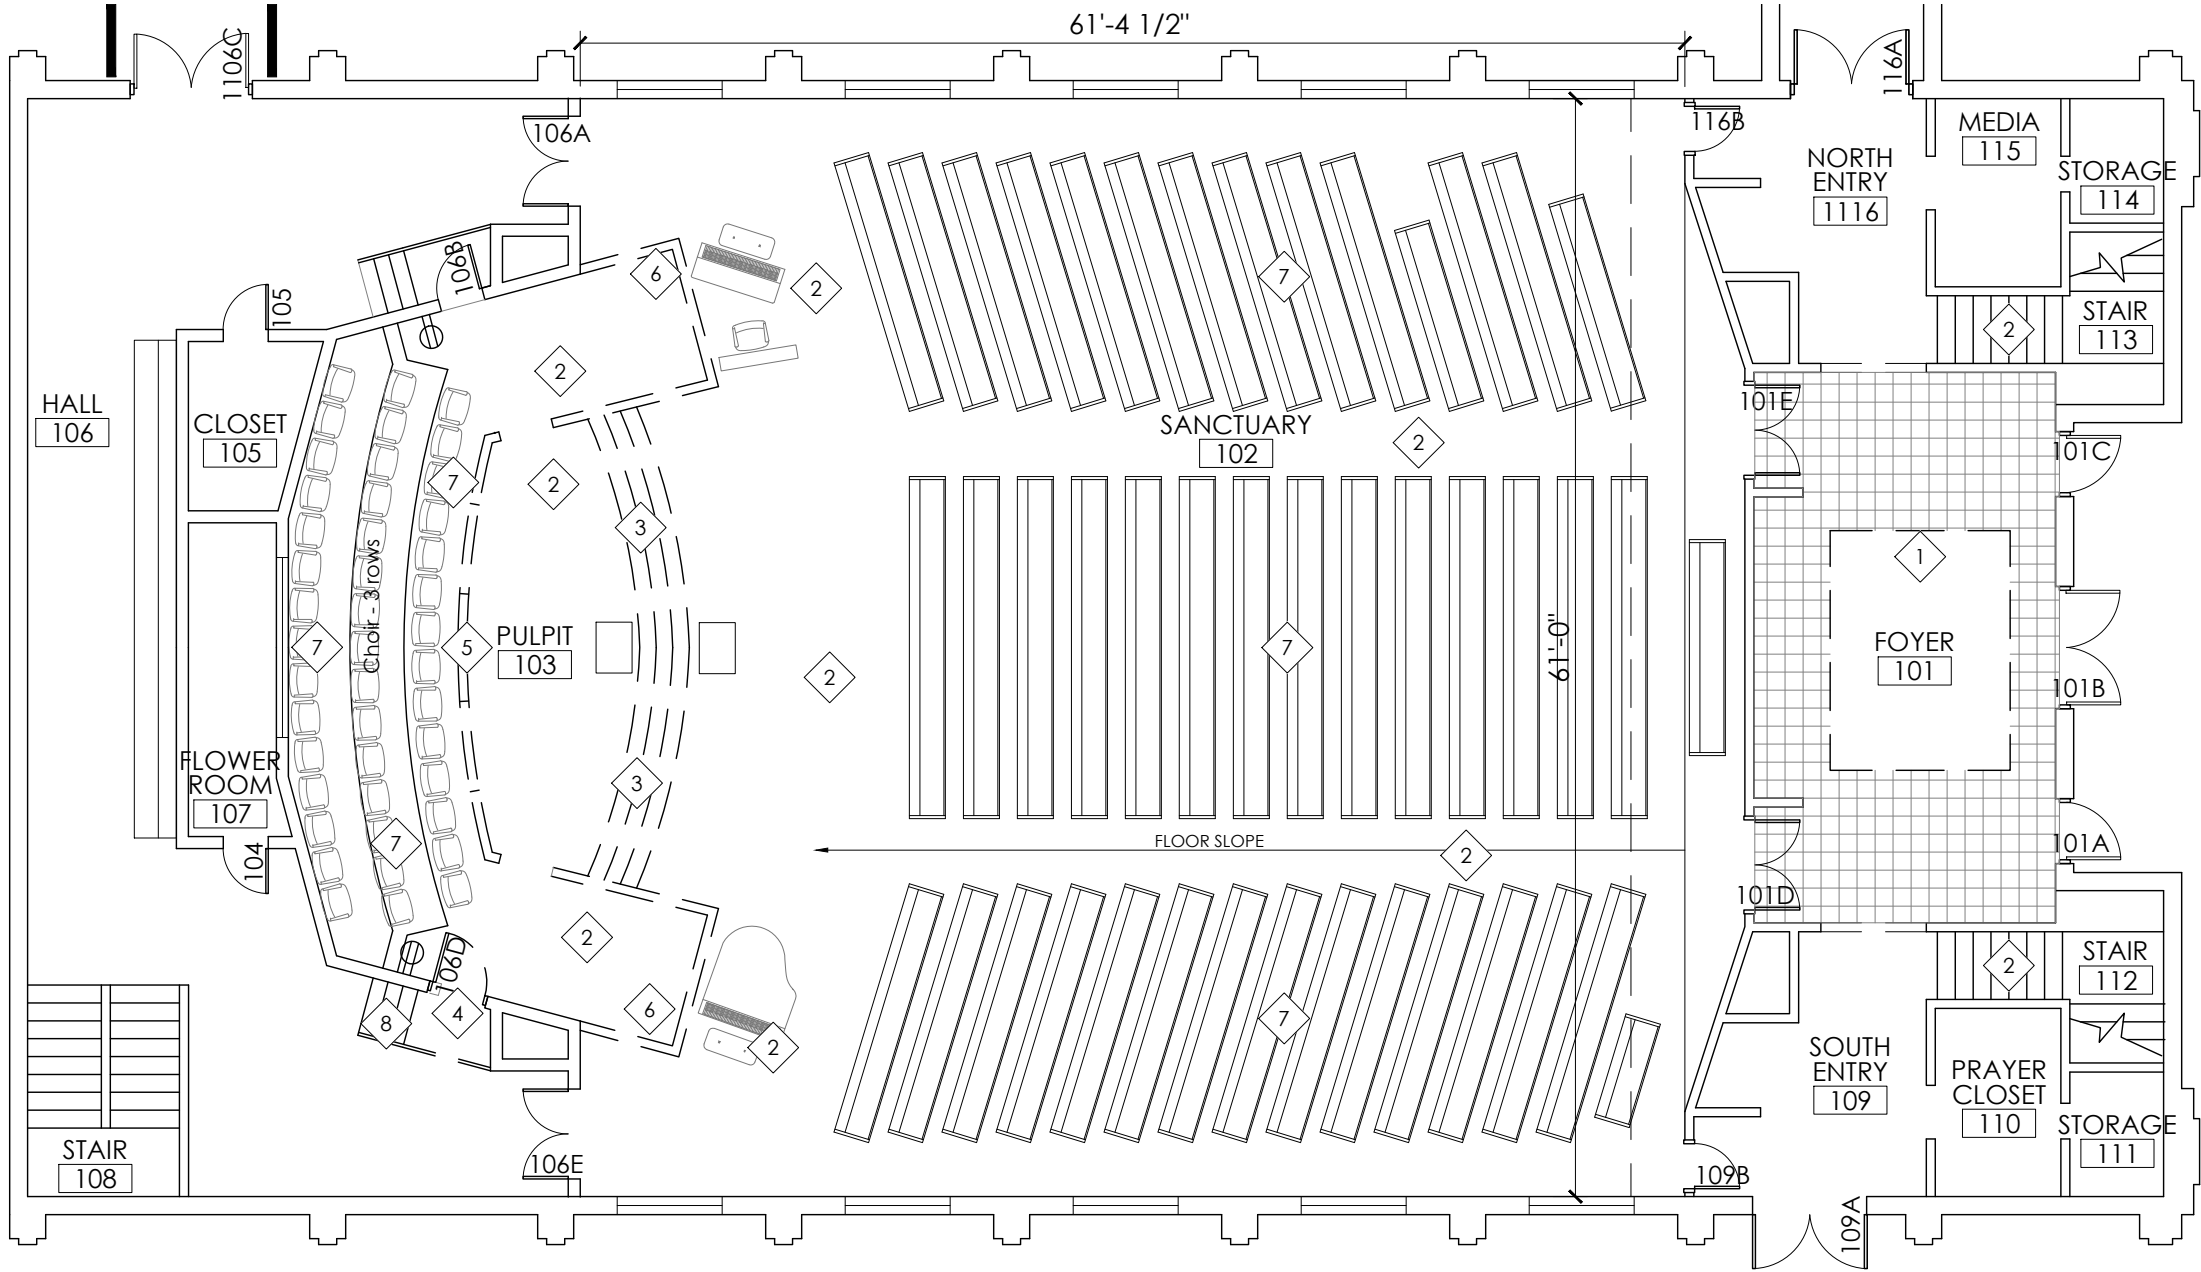 61'-4 1/2"
1106C
116A
106A
116B
MEDIA
115
NORTH
ENTRY
1116
STORAGE
114
106B
6
2
7
105
STAIR
113
2
2
HALL
106
CLOSET
105
101E
SANCTUARY
102
2
101C
7
2
3
1
Choir - 3 rows
7
5
PULPIT
103
7
61'-0"
FOYER
101
2
101B
FLOWER
ROOM
107
3
7
104
FLOOR SLOPE
2
101A
101D
2
106D
2
STAIR
112
6
8
4
7
2
SOUTH
ENTRY
109
PRAYER
CLOSET
110
STORAGE
111
STAIR
108
106E
109B
109A